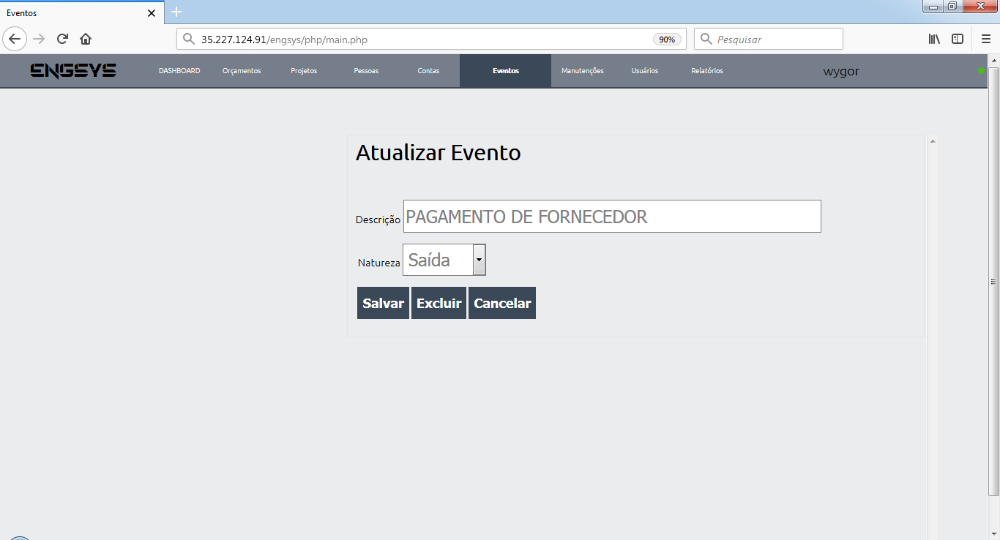 Eventos
35.227.124.91/engsys/php/main.php 90% Pesquisar
ENGSYS DASHBOARD Orçamentos Projetos Pessoas Contas Eventos Manutenções Usuários Relatórios wygor
Atualizar Evento
Descrição PAGAMENTO DE FORNECEDOR
Natureza Saída
Salvar Excluir Cancelar